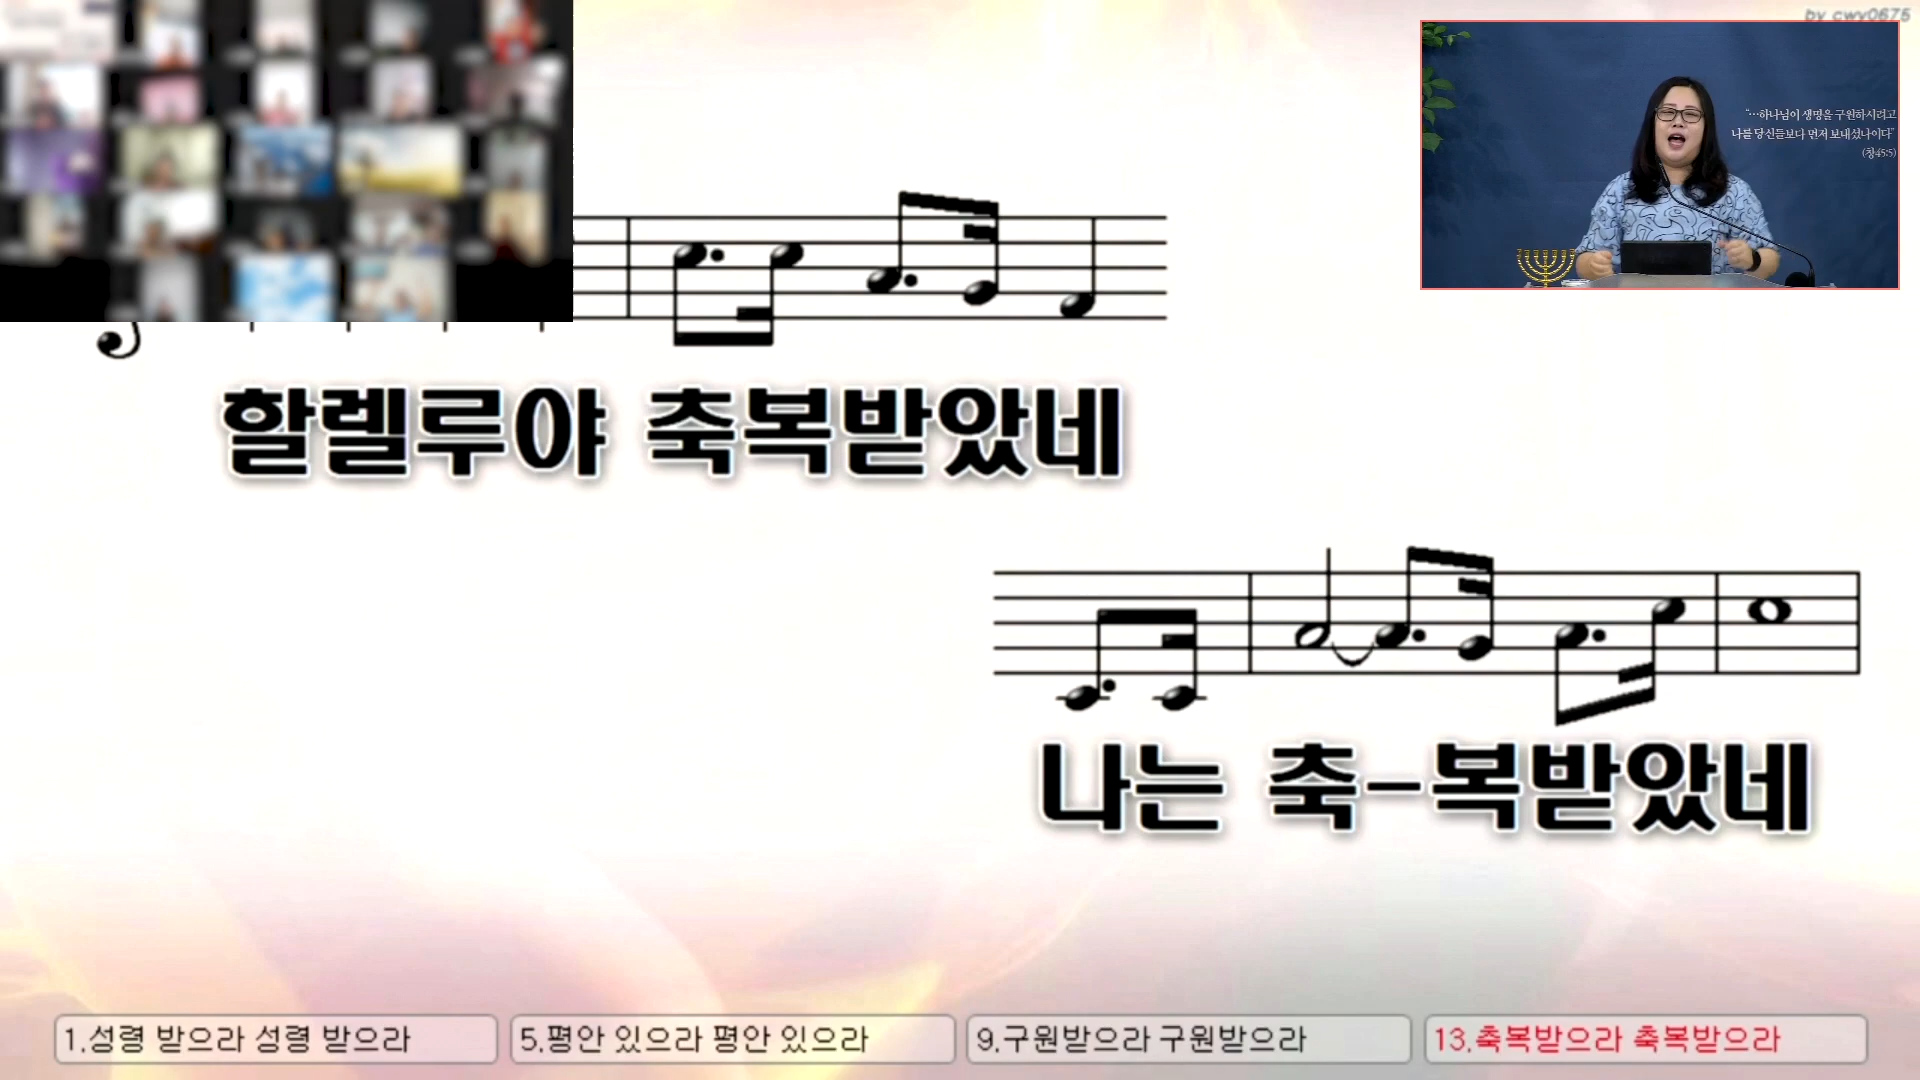 by cwy0675
“…하나님이 생명을 구원하시려고
나를 당신들보다 먼저 보내셨나이다”
(창45:5)
할렐루야 축복받았네
나는 축-복받았네
1.성령 받으라 성령 받으라
5.평안 있으라 평안 있으라
9.구원받으라 구원받으라
13.축복받으라 축복받으라